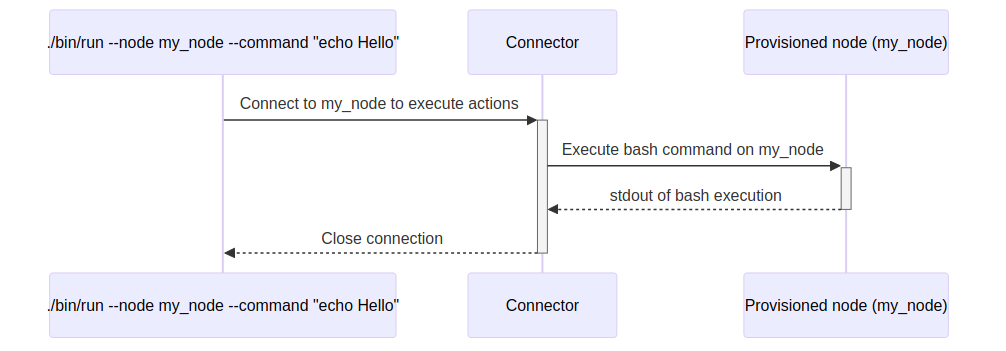 ./bin/run --node my_node --command "echo Hello"
Connector
Provisioned node (my_node)
Connect to my_node to execute actions
Execute bash command on my_node
stdout of bash execution
Close connection
./bin/run --node my_node --command "echo Hello"
Connector
Provisioned node (my_node)